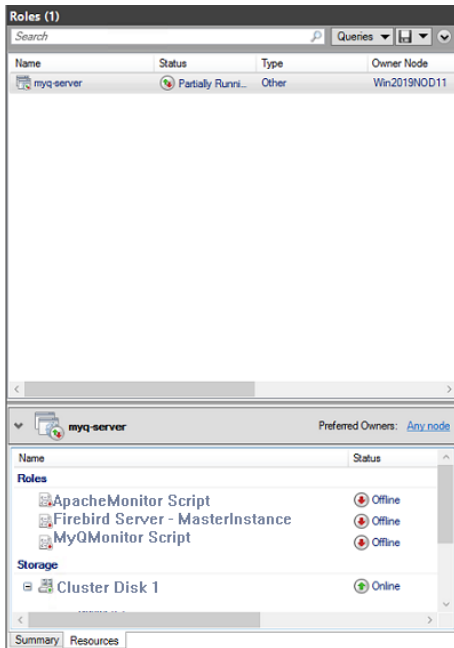 Roles (1)
Search Queries
Name Status Type Owner Node
myq-server Partially Runni... Other Win2019NOD11
myq-server Preferred Owners: Any node
Name Status
Roles
ApacheMonitor Script Offline
Firebird Server - MasterInstance Offline
MyQMonitor Script Offline
Storage
Cluster Disk 1 Online
Summary Resources